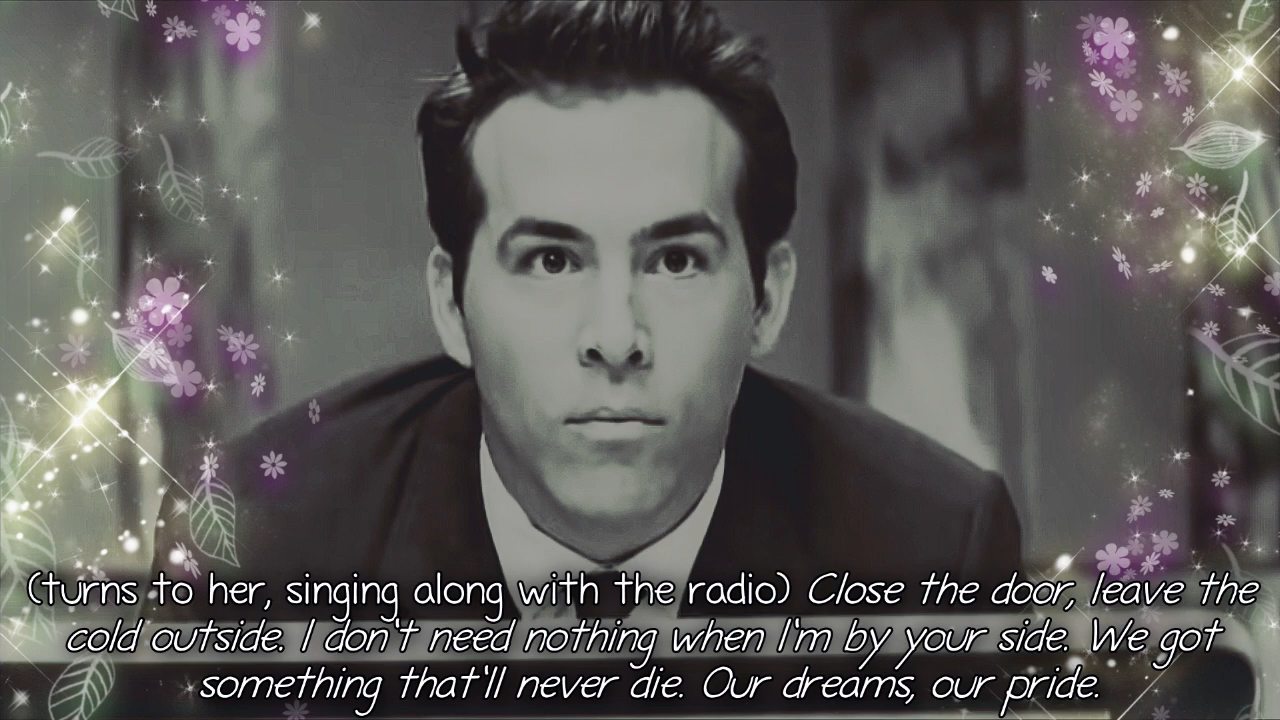 (turns to her, singing along with the radio) Close the door, leave the
cold outside. I don't need nothing when I'm by your side. We got
something that'll never die. Our dreams, our pride.